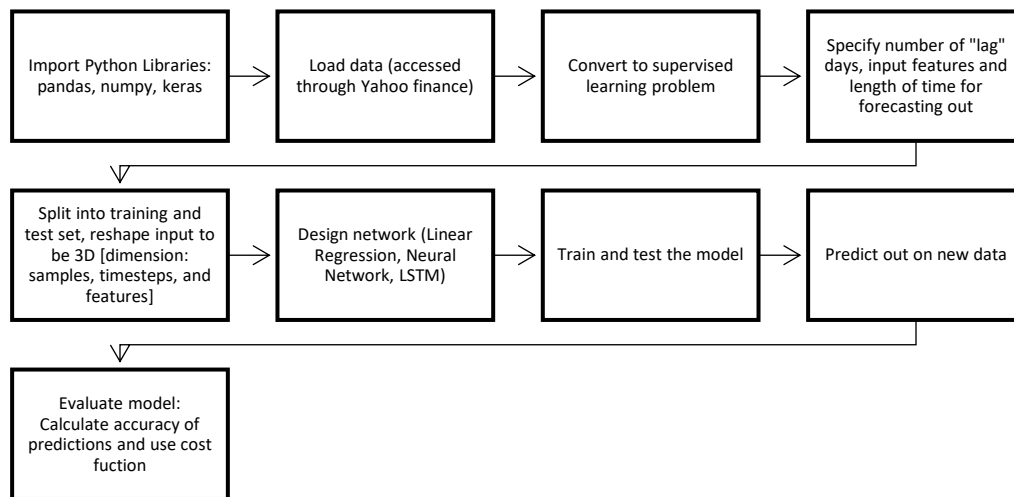 Import Python Libraries:
pandas, numpy, keras
Load data (accessed
through Yahoo finance)
Convert to supervised
learning problem
Specify number of "lag"
days, input features and
length of time for
forecasting out
Split into training and
test set, reshape input to
be 3D [dimension:
samples, timesteps, and
features]
Design network (Linear
Regression, Neural
Network, LSTM)
Train and test the model
Predict out on new data
Evaluate model:
Calculate accuracy of
predictions and use cost
fuction